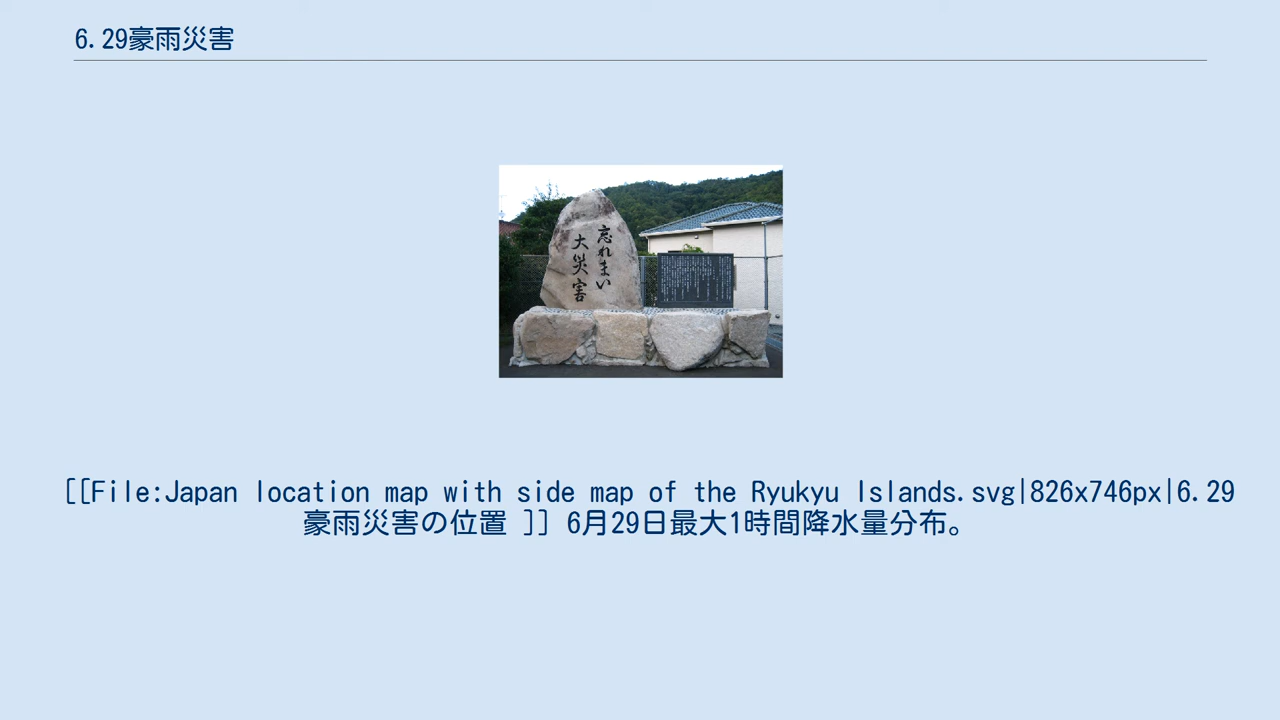 6.29豪雨災害
忘れまい
大災害
[[File:Japan location map with side map of the Ryukyu Islands.svg|826x746px|6.29
豪雨災害の位置 ]] 6月29日最大1時間降水量分布。